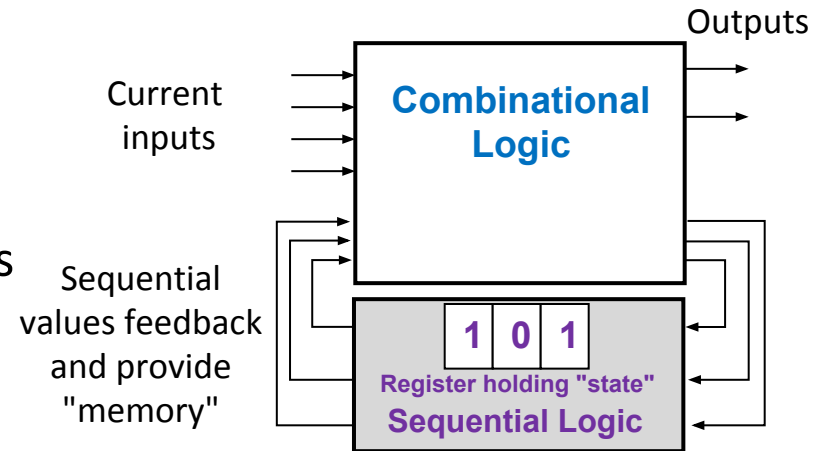 Outputs
Current
inputs
Combinational
Logic
s
Sequential
values feedback
and provide
"memory"
1 0 1
Register holding "state"
Sequential Logic